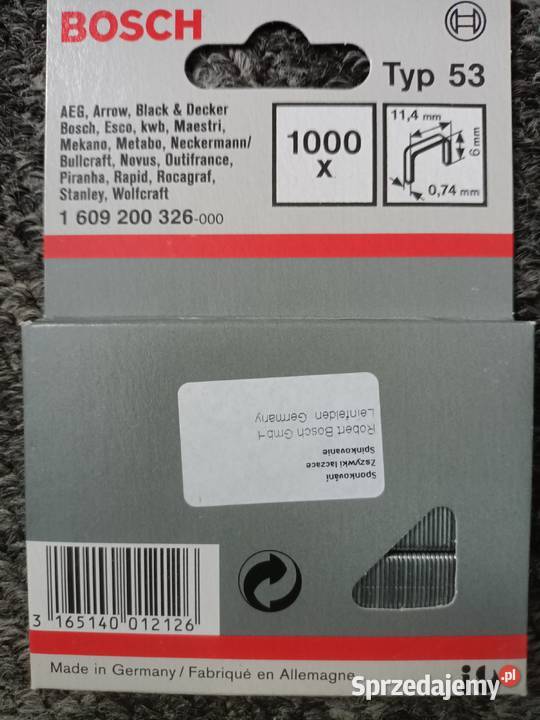 BOSCH
Typ 53
AEG, Arrow, Black & Decker
Bosch, Esco, kwb, Maestri,
Mekano, Metabo, Neckermann/
Bullcraft, Novus, Outifrance,
Piranha, Rapid, Rocagraf,
Stanley, Wolfcraft
1 609 200 326-000
1000
x
11,4 mm
6 mm
0,74 mm
Sponkování
Zszywki laczace
Spinkovanie
Robert Bosch GmbH
Leinfelden Germany
3 165140 012126
Made in Germany / Fabriqué en Allemagne
Sprzedajemy.pl